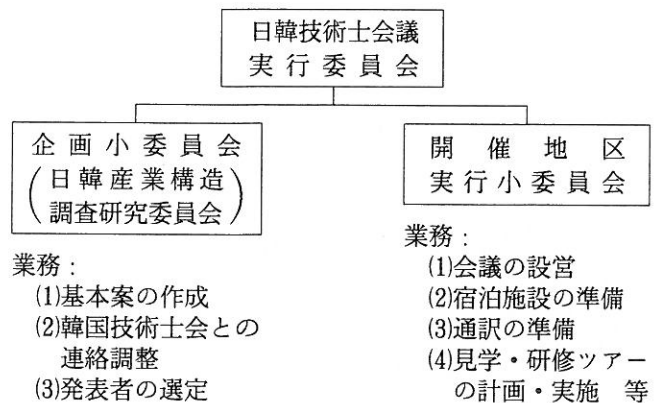 日韓技術士会議
実行委員会
企画小委員会
(日韓産業構造
調査研究委員会)
業務：
(1)基本案の作成
(2)韓国技術士会との
連絡調整
(3)発表者の選定
開催地区
実行小委員会
業務：
(1)会議の設営
(2)宿泊施設の準備
(3)通訳の準備
(4)見学・研修ツアー
の計画・実施　等